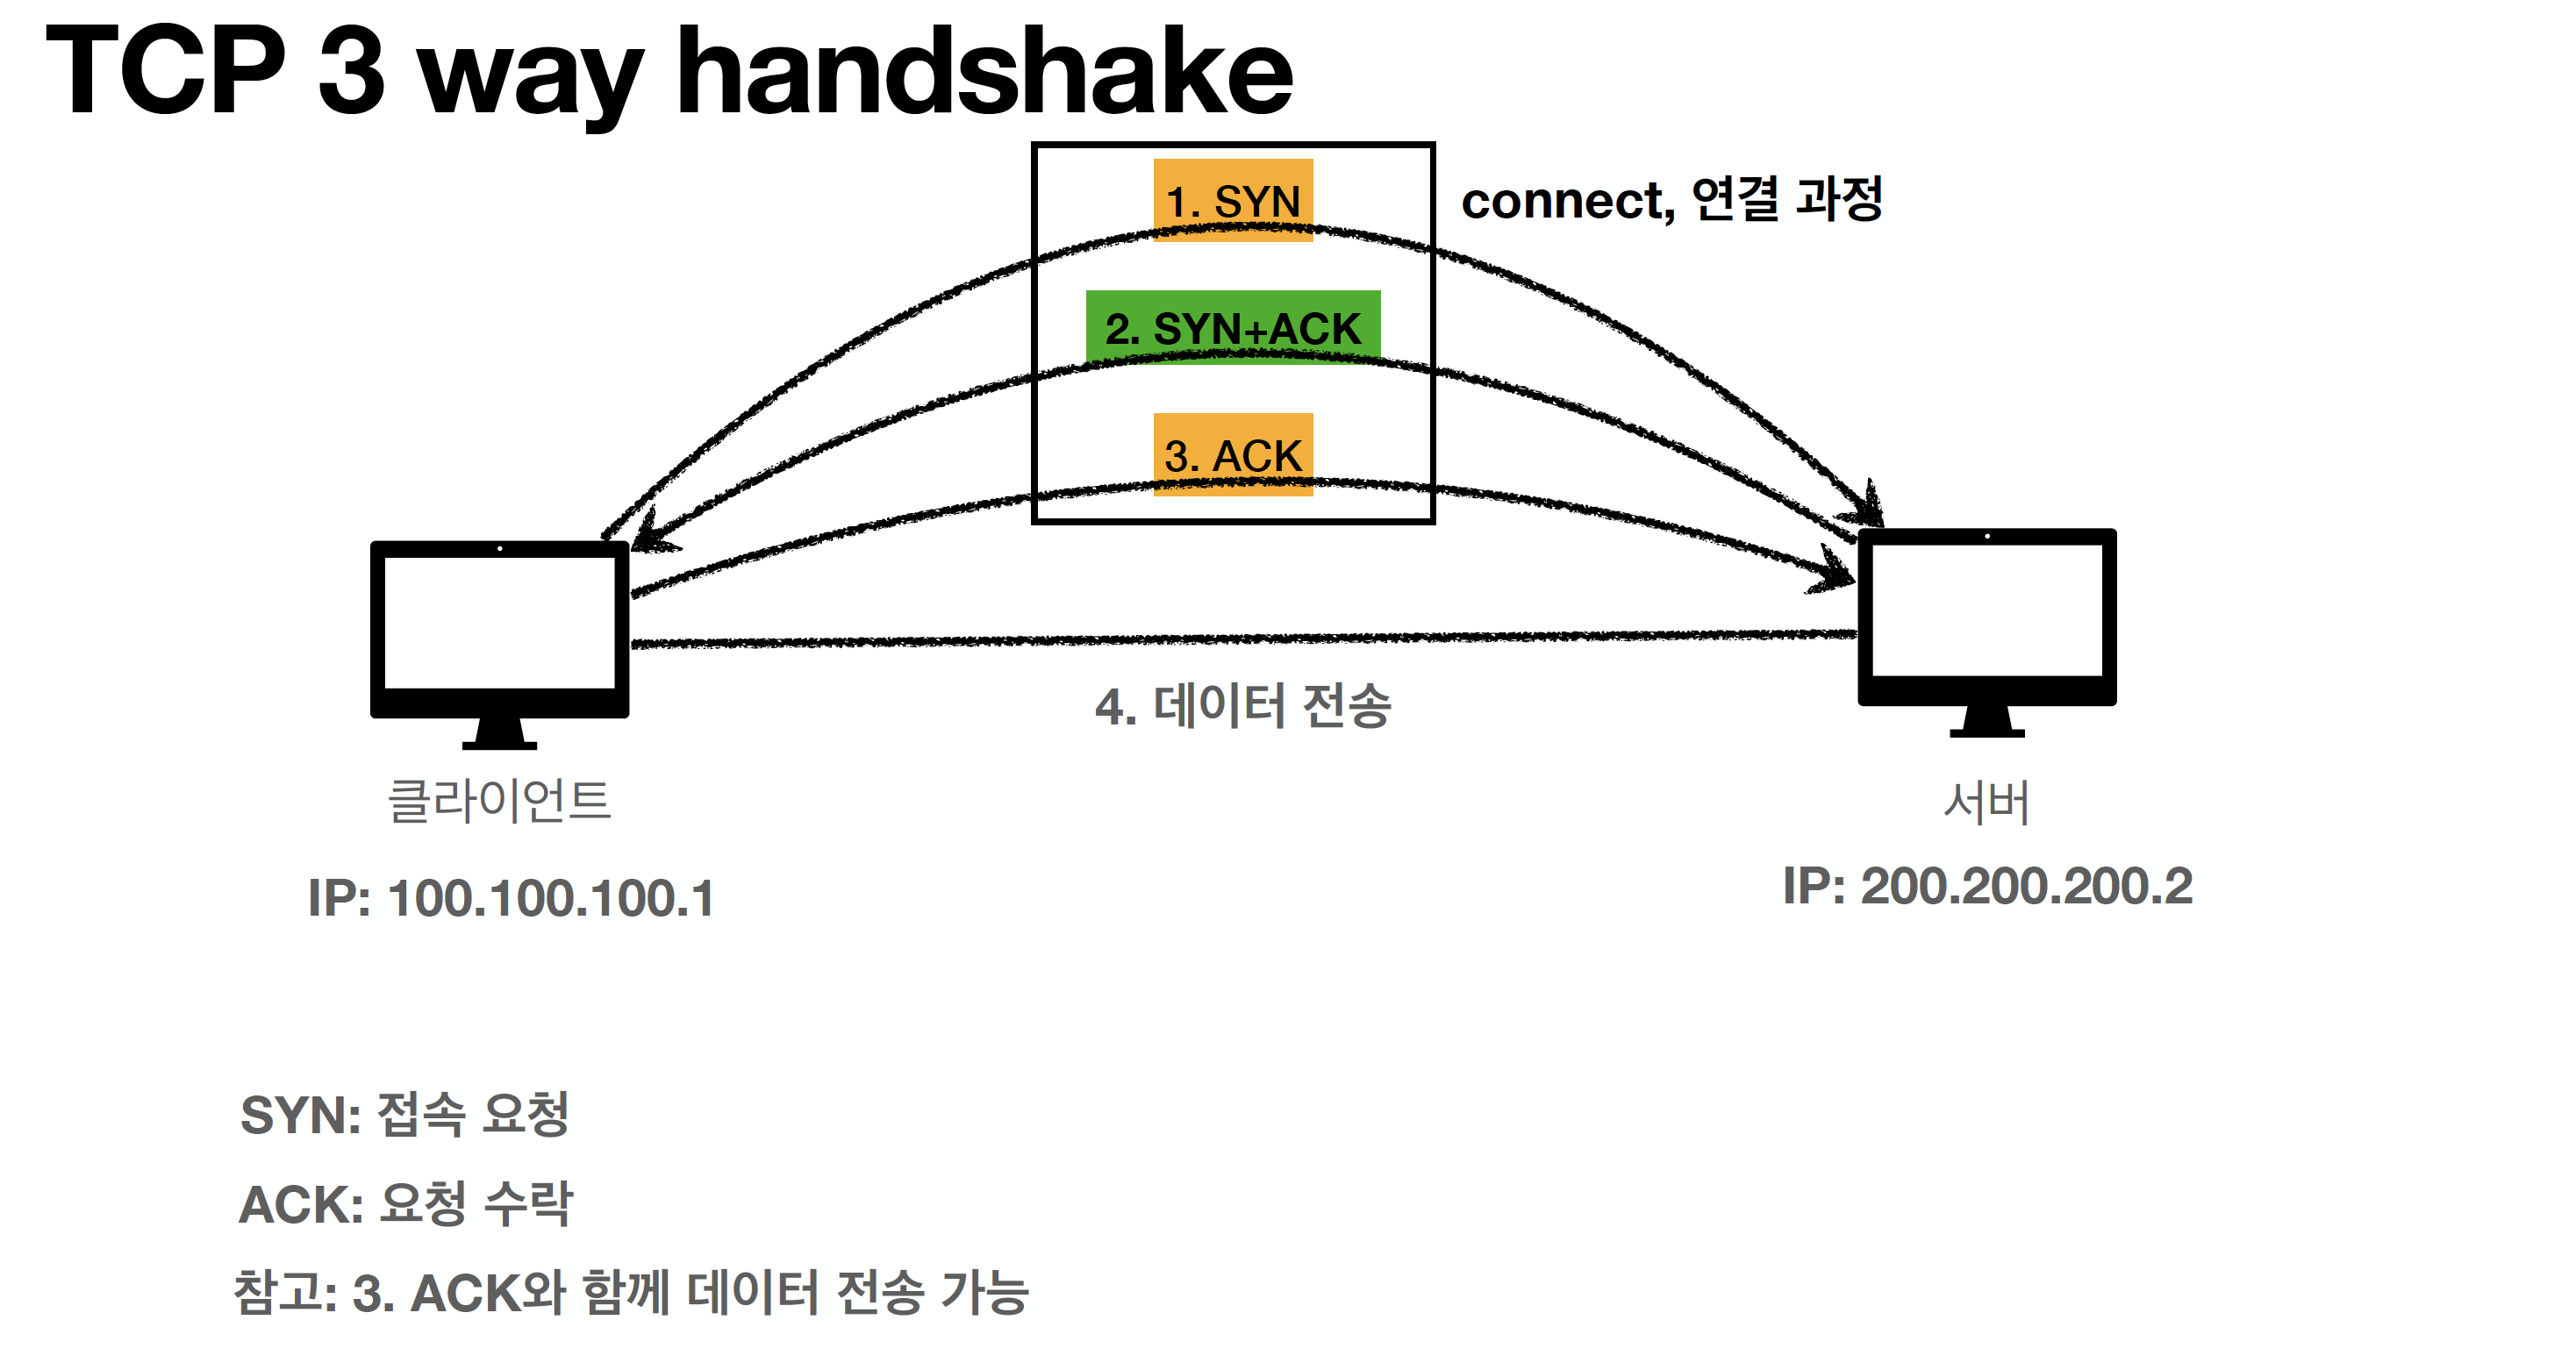 TCP 3 way handshake
1. SYN
connect, 연결 과정
2. SYN+ACK
3. ACK
4. 데이터 전송
클라이언트
서버
IP: 100.100.100.1
IP: 200.200.200.2
SYN: 접속 요청
ACK: 요청 수락
참고: 3. ACK와 함께 데이터 전송 가능